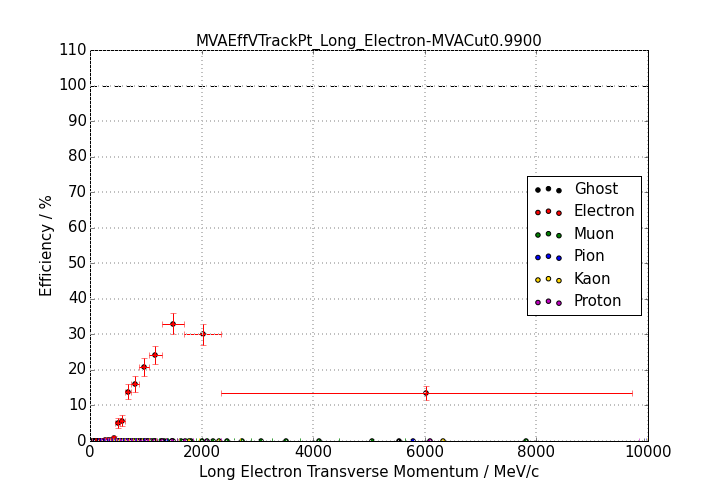 MVAEffVTrackPt_Long_Electron-MVACut0.9900
110
100
90
80
70
60
50
40
30
20
10
0
Efficiency / %
Ghost
Electron
Muon
Pion
Kaon
Proton
0 2000 4000 6000 8000 10000
Long Electron Transverse Momentum / MeV/c